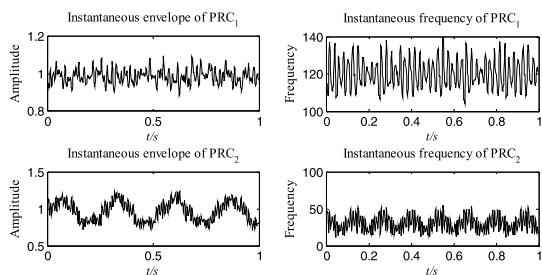 Instantaneous envelope of PRC1
Instantaneous frequency of PRC1
Amplitude
1.2
1
0.8
0
0.5
1
t/s
Frequency
140
120
100
0
0.2
0.4
0.6
0.8
1
t/s
Instantaneous envelope of PRC2
Instantaneous frequency of PRC2
Amplitude
1.5
1
0.5
0
0.5
1
t/s
Frequency
100
50
0
0
0.2
0.4
0.6
0.8
1
t/s